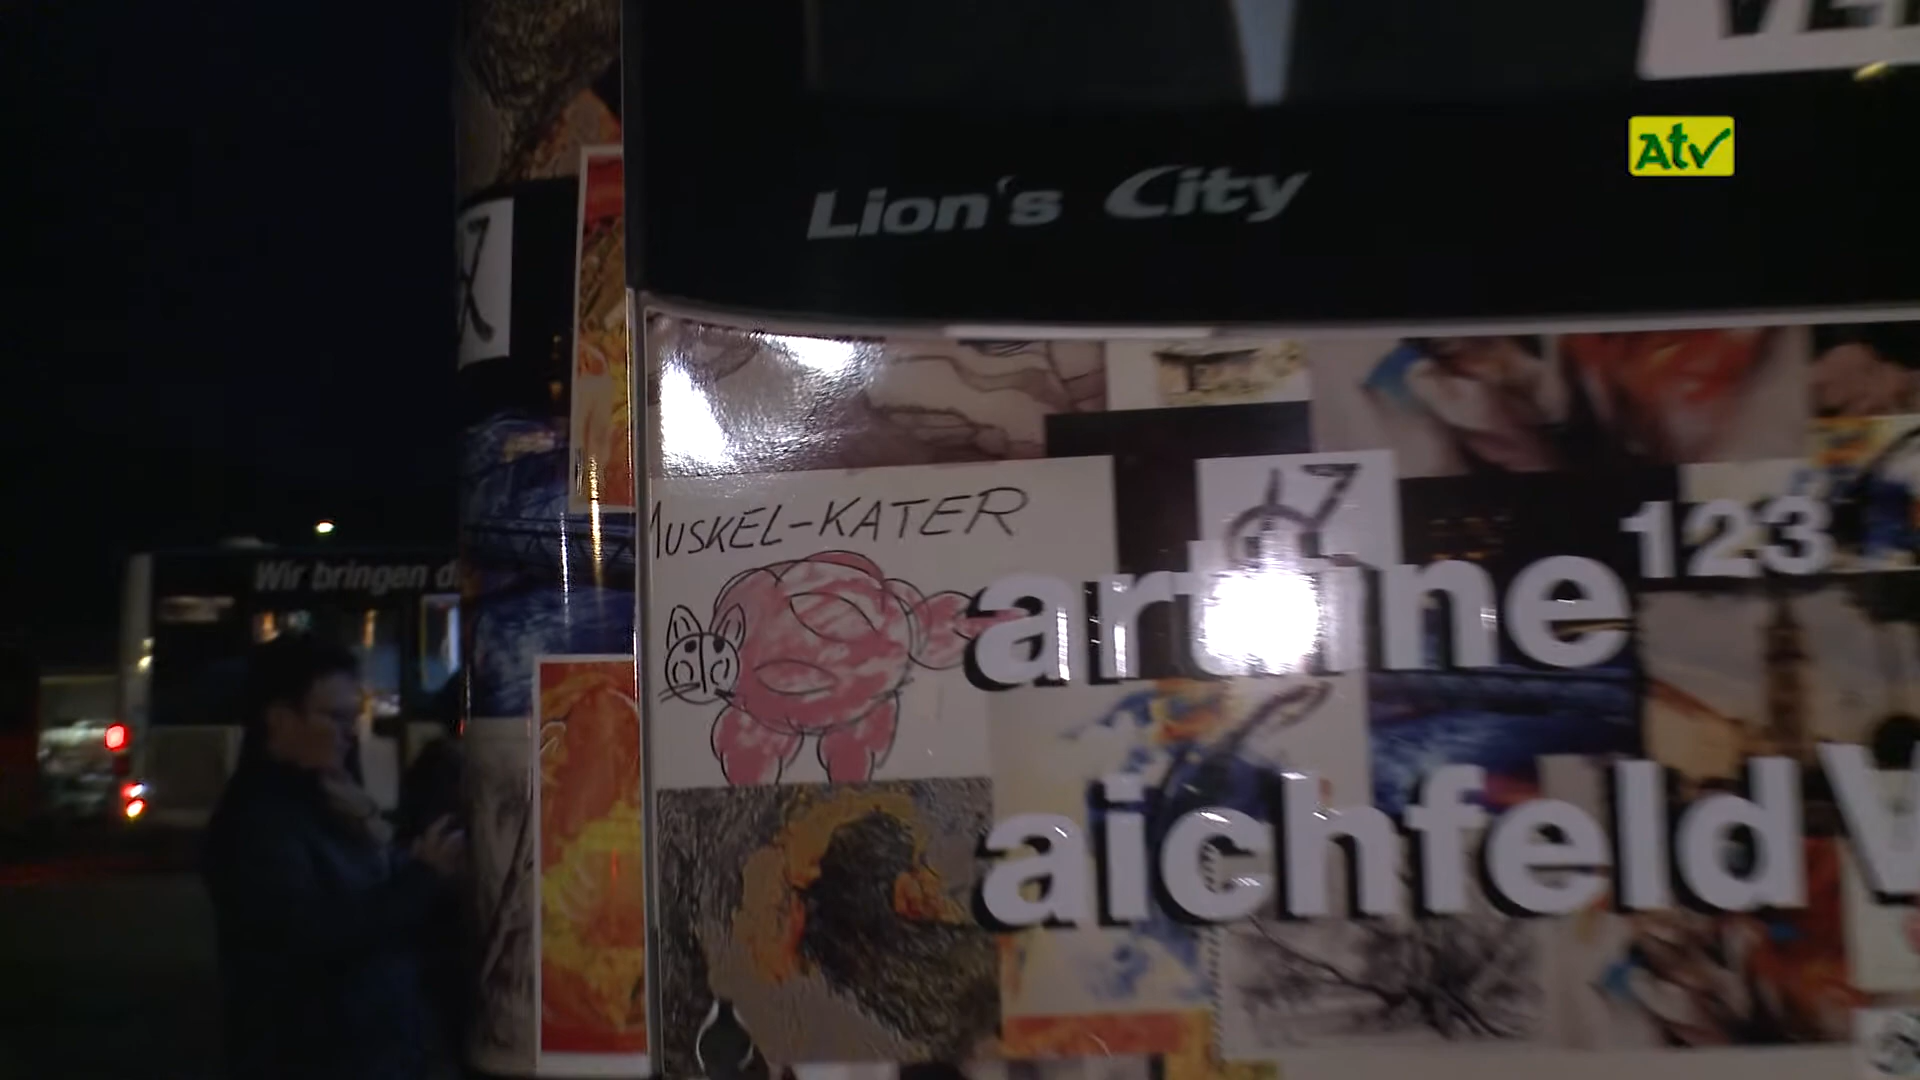 Atv
Lion's City
MUSKEL-KATER
123
Wir bringen
aichfeld